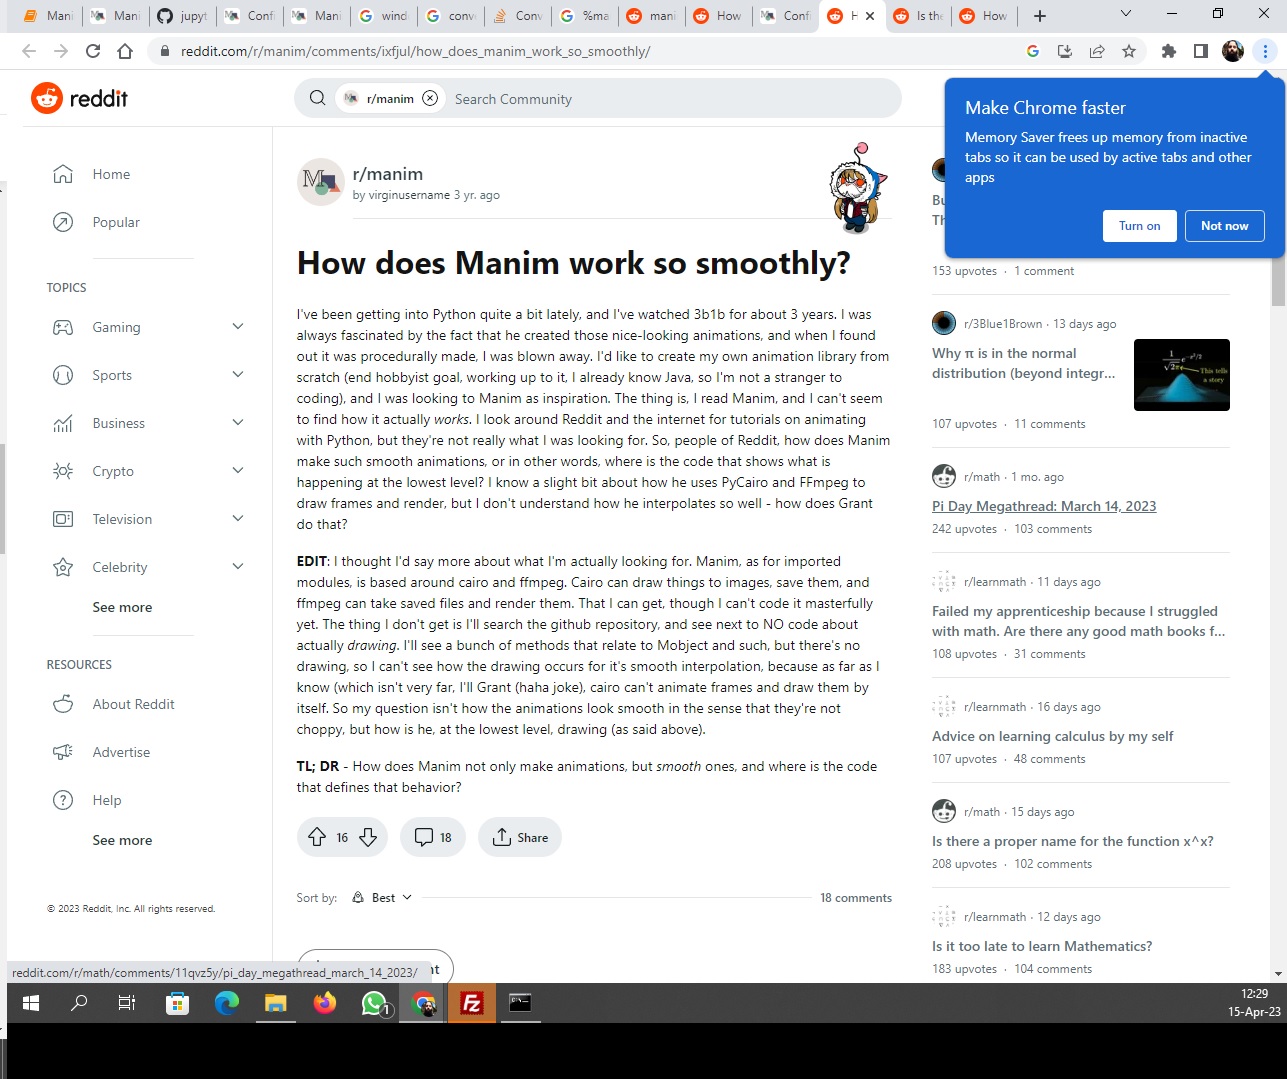 Mani
Mani
jupyt
Confi
Mani
wind
conve
Conv
%ma
mani
How
Confi
H
Is the
How
reddit.com/r/manim/comments/ixfjul/how_does_manim_work_so_smoothly/
reddit
r/manim
Search Community
Make Chrome faster
Memory Saver frees up memory from inactive
tabs so it can be used by active tabs and other
apps
Turn on
Not now
Home
Popular
TOPICS
Gaming
Sports
Business
Crypto
Television
Celebrity
See more
RESOURCES
About Reddit
Advertise
Help
See more
© 2023 Reddit, Inc. All rights reserved.
r/manim
by virginusername 3 yr. ago
How does Manim work so smoothly?
I've been getting into Python quite a bit lately, and I've watched 3b1b for about 3 years. I was
always fascinated by the fact that he created those nice-looking animations, and when I found
out it was procedurally made, I was blown away. I'd like to create my own animation library from
scratch (end hobbyist goal, working up to it, I already know Java, so I'm not a stranger to
coding), and I was looking to Manim as inspiration. The thing is, I read Manim, and I can't seem
to find how it actually works. I look around Reddit and the internet for tutorials on animating
with Python, but they're not really what I was looking for. So, people of Reddit, how does Manim
make such smooth animations, or in other words, where is the code that shows what is
happening at the lowest level? I know a slight bit about how he uses PyCairo and FFmpeg to
draw frames and render, but I don't understand how he interpolates so well - how does Grant
do that?
EDIT: I thought I'd say more about what I'm actually looking for. Manim, as for imported
modules, is based around cairo and ffmpeg. Cairo can draw things to images, save them, and
ffmpeg can take saved files and render them. That I can get, though I can't code it masterfully
yet. The thing I don't get is I'll search the github repository, and see next to NO code about
actually drawing. I'll see a bunch of methods that relate to Mobject and such, but there's no
drawing, so I can't see how the drawing occurs for it's smooth interpolation, because as far as I
know (which isn't very far, I'll Grant (haha joke), cairo can't animate frames and draw them by
itself. So my question isn't how the animations look smooth in the sense that they're not
choppy, but how is he, at the lowest level, drawing (as said above).
TL; DR - How does Manim not only make animations, but smooth ones, and where is the code
that defines that behavior?
16
18
Share
Sort by:
Best
18 comments
Bu
Th
153 upvotes · 1 comment
r/3Blue1Brown · 13 days ago
Why π is in the normal
distribution (beyond integr...
This tells
a story
107 upvotes · 11 comments
r/math · 1 mo. ago
Pi Day Megathread: March 14, 2023
242 upvotes · 103 comments
r/learnmath · 11 days ago
Failed my apprenticeship because I struggled
with math. Are there any good math books f...
108 upvotes · 31 comments
r/learnmath · 16 days ago
Advice on learning calculus by my self
107 upvotes · 48 comments
r/math · 15 days ago
Is there a proper name for the function x^x?
208 upvotes · 102 comments
r/learnmath · 12 days ago
Is it too late to learn Mathematics?
183 upvotes · 104 comments
reddit.com/r/math/comments/11qvz5y/pi_day_megathread_march_14_2023/
nt
1
12:29
15-Apr-23